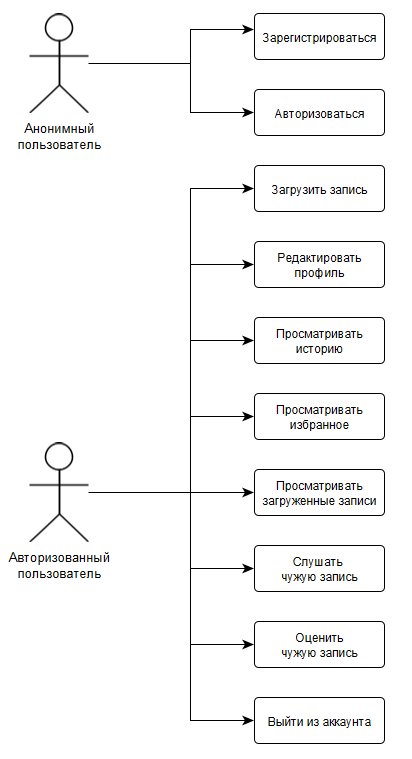 Зарегистрироваться
Анонимный
пользователь
Авторизоваться
Загрузить запись
Редактировать
профиль
Просматривать
историю
Просматривать
избранное
Авторизованный
пользователь
Просматривать
загруженные записи
Слушать
чужую запись
Оценить
чужую запись
Выйти из аккаунта